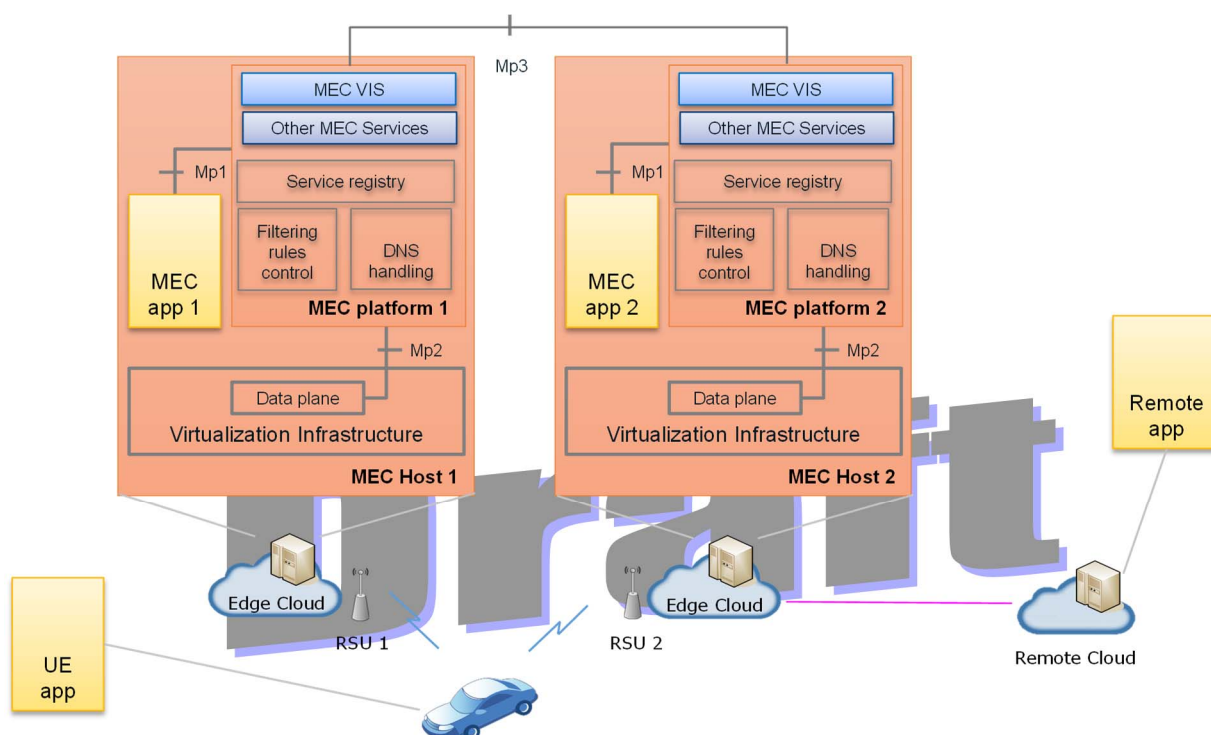 Mp3
MEC VIS
Other MEC Services
Mp1
Service registry
Filtering
rules
control
DNS
handling
MEC
app 1
MEC platform 1
Mp2
Data plane
Virtualization Infrastructure
MEC Host 1
MEC VIS
Other MEC Services
Mp1
Service registry
Filtering
rules
control
DNS
handling
MEC
app 2
MEC platform 2
Mp2
Data plane
Virtualization Infrastructure
MEC Host 2
Remote
app
Edge Cloud
RSU 1
Edge Cloud
RSU 2
Remote Cloud
UE
app